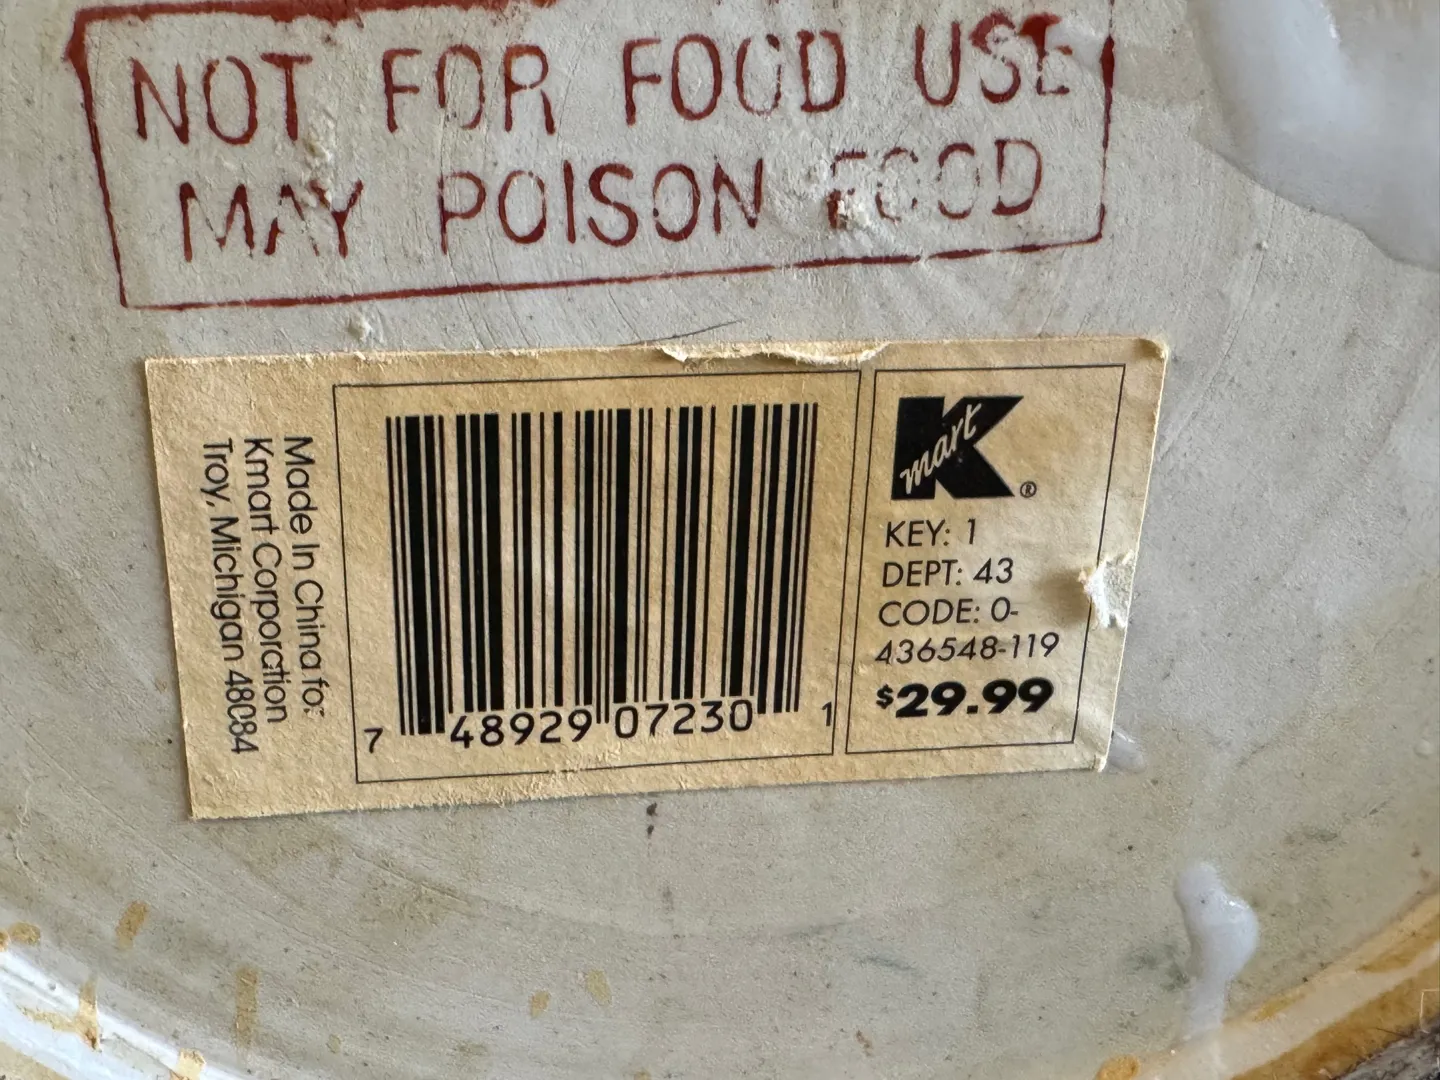 NOT FOR FOOD USE
MAY POISON FOOD
Made In China for
Kmart Corporation
Troy, Michigan 48084
7 48929 07230 1
Kmart®
KEY: 1
DEPT: 43
CODE: 0-
436548-119
$29.99